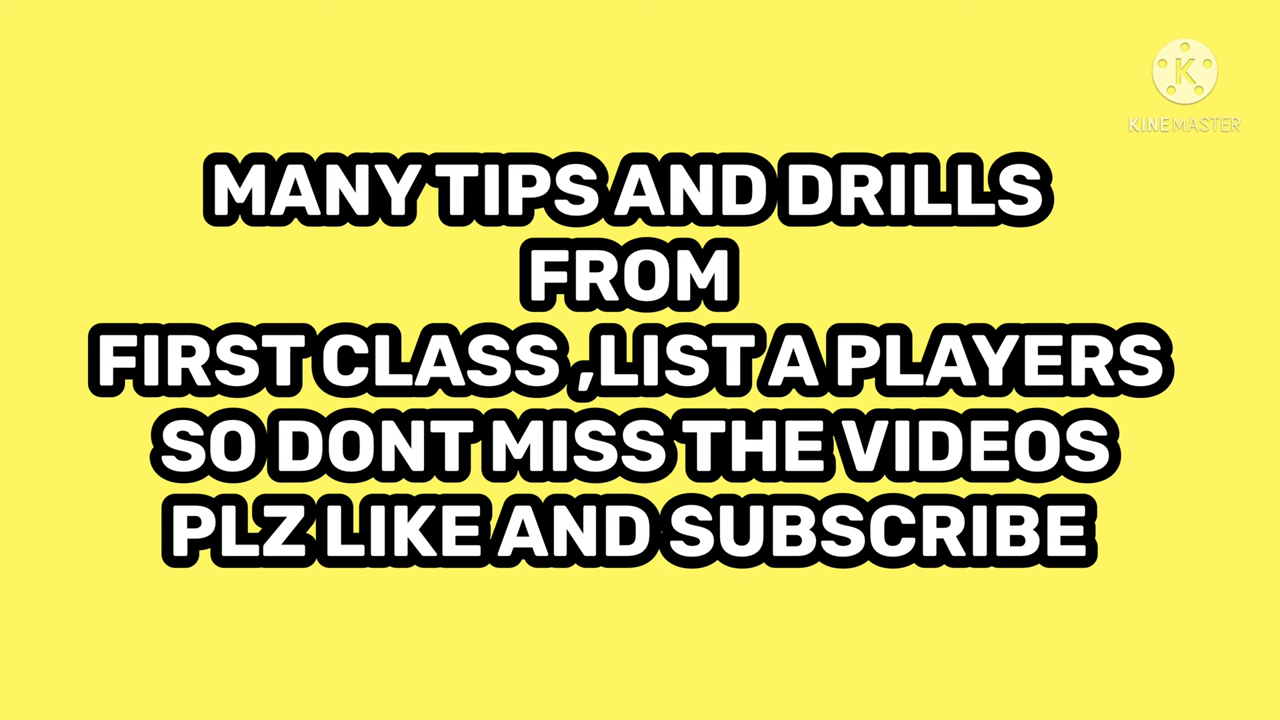 K
KINEMASTER
MANY TIPS AND DRILLS
FROM
FIRST CLASS ,LIST A PLAYERS
SO DONT MISS THE VIDEOS
PLZ LIKE AND SUBSCRIBE